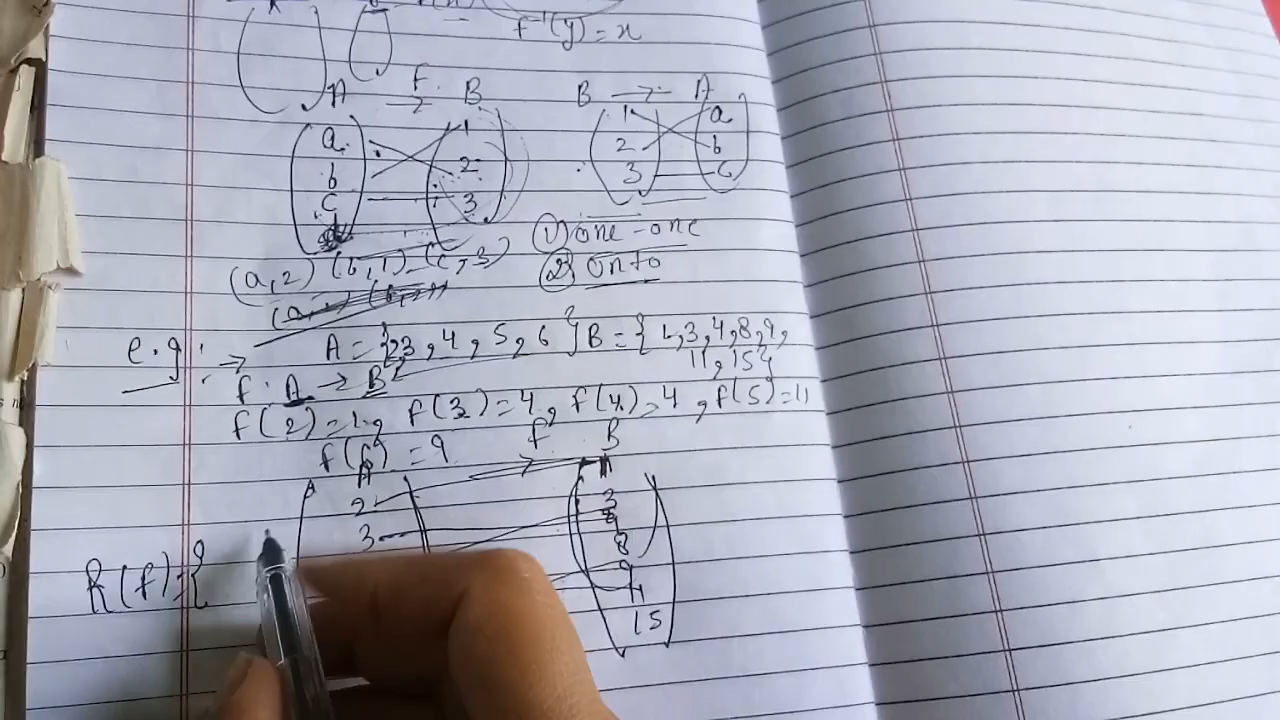 f⁻¹(y) = x
A f→ B B → A
a 1 1 a
b 2 2 b
c 3 3 c
(a,2) (b,1) (c,3) ① one-one
② onto
e.g: → A = {2,3,4,5,6} B = {1,3,4,8,9,
11,15}
f: A → B
f(2)=1, f(3)=4, f(4)=4, f(5)=11
f(6)=9
A f B
2 1
3 3
8
9
11
15
R(f)={